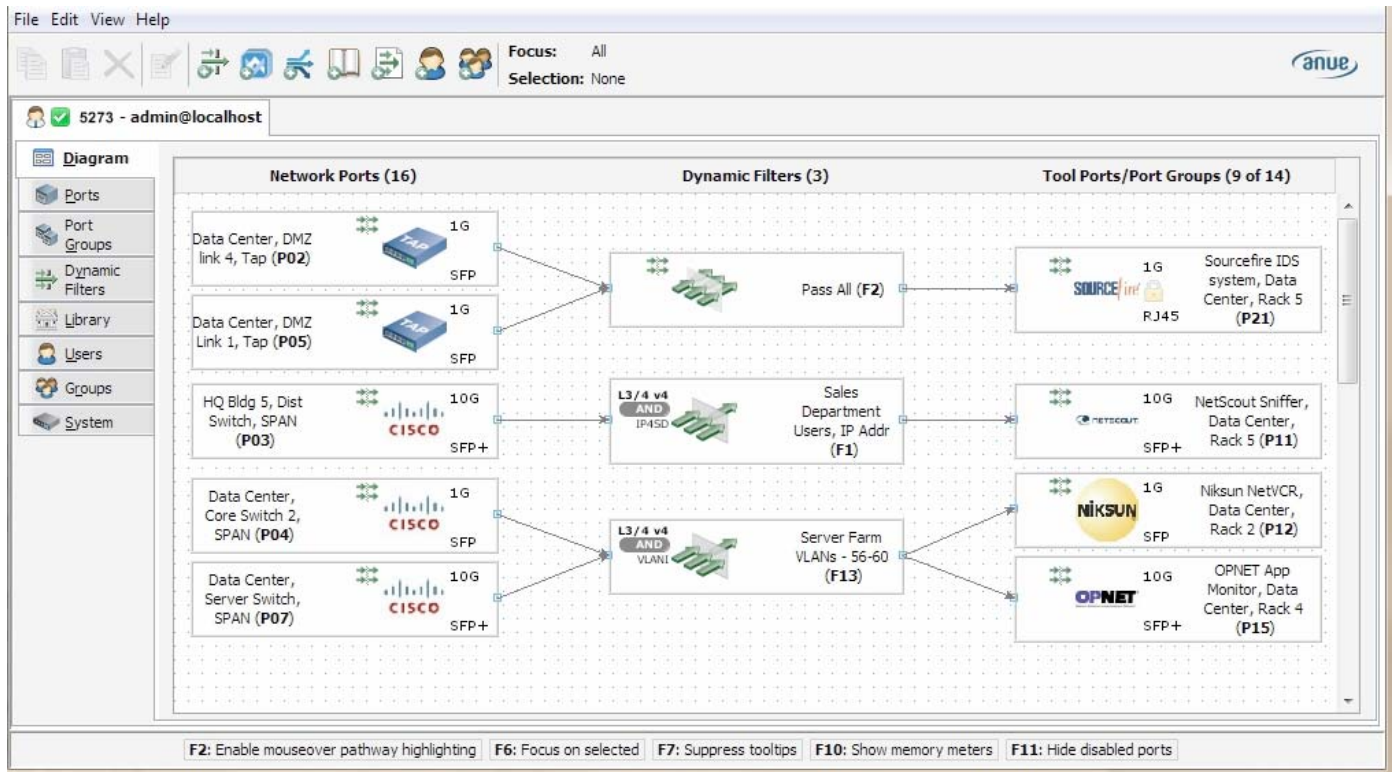 File Edit View Help
Focus: All
Selection: None
anue
5273 - admin@localhost
Diagram
Ports
Port
Groups
Dynamic
Filters
Library
Users
Groups
System
Network Ports (16)
Dynamic Filters (3)
Tool Ports/Port Groups (9 of 14)
Data Center, DMZ
link 4, Tap (P02)
TAP
1G
SFP
Data Center, DMZ
Link 1, Tap (P05)
TAP
1G
SFP
HQ Bldg 5, Dist
Switch, SPAN
(P03)
CISCO
10G
SFP+
Data Center,
Core Switch 2,
SPAN (P04)
CISCO
1G
SFP
Data Center,
Server Switch,
SPAN (P07)
CISCO
10G
SFP+
Pass All (F2)
L3/4 v4
AND
IP4SD
Sales
Department
Users, IP Addr
(F1)
L3/4 v4
AND
VLANI
Server Farm
VLANs - 56-60
(F13)
SOURCEfire
1G
RJ45
Sourcefire IDS
system, Data
Center, Rack 5
(P21)
NETSCOUT
10G
SFP+
NetScout Sniffer,
Data Center,
Rack 5 (P11)
NIKSUN
1G
SFP
Niksun NetVCR,
Data Center,
Rack 2 (P12)
OPNET
10G
SFP+
OPNET App
Monitor, Data
Center, Rack 4
(P15)
F2: Enable mouseover pathway highlighting F6: Focus on selected F7: Suppress tooltips F10: Show memory meters F11: Hide disabled ports